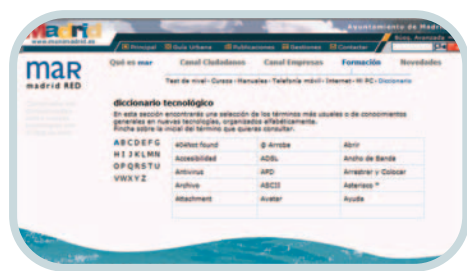 Madrid
Ayuntamiento de Madrid
www.munimadrid.es
Principal Guía Urbana Publicaciones Gestiones Contactar
Búsq. Avanzada
maR
madrid RED
Qué es mar Canal Ciudadanos Canal Empresas Formación Novedades
Test de nivel · Cursos · Manuales · Telefonía móvil · Internet · Mi PC · Diccionario
diccionario tecnológico
En esta sección encontrarás una selección de los términos más usuales o de conocimientos
generales en nuevas tecnologías, organizados alfabéticamente.
Pincha sobre la inicial del término que quieras consultar.
A B C D E F G
H I J K L M N
O P Q R S T U
V W X Y Z
404Not found @ Arroba Abrir
Accesibilidad ADSL Ancho de Banda
Antivirus APD Arrastrar y Colocar
Archivo ASCII Asterisco *
Attachment Avatar Ayuda